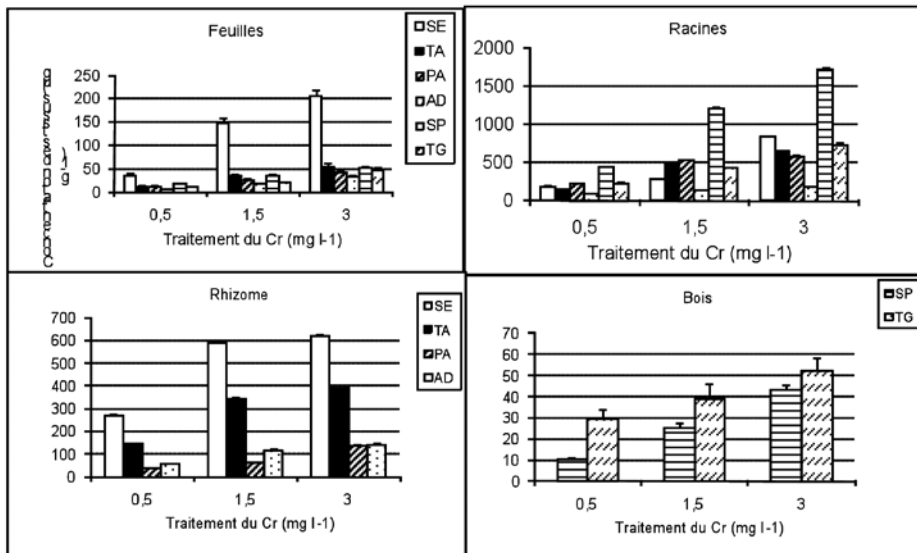 Feuilles
250
200
150
100
50
0
0,5 1,5 3
Traitement du Cr (mg l-1)
SE
TA
PA
AD
SP
TG
Racines
2000
1500
1000
500
0
0,5 1,5 3
Traitement du Cr (mg l-1)
Rhizome
700
600
500
400
300
200
100
0
0,5 1,5 3
Traitement du Cr (mg l-1)
SE
TA
PA
AD
Bois
70
60
50
40
30
20
10
0
0,5 1,5 3
Traitement du Cr (mg l-1)
SP
TG